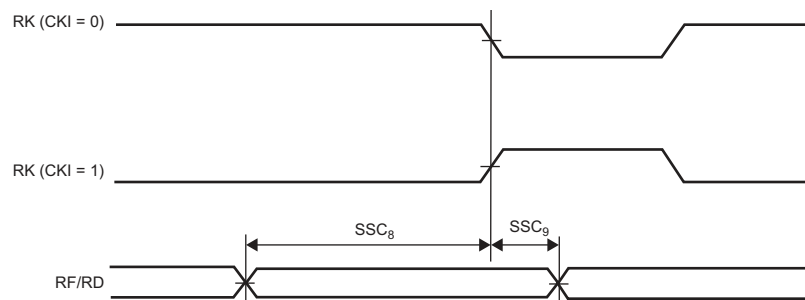 RK (CKI = 0)
RK (CKI = 1)
SSC8
SSC9
RF/RD